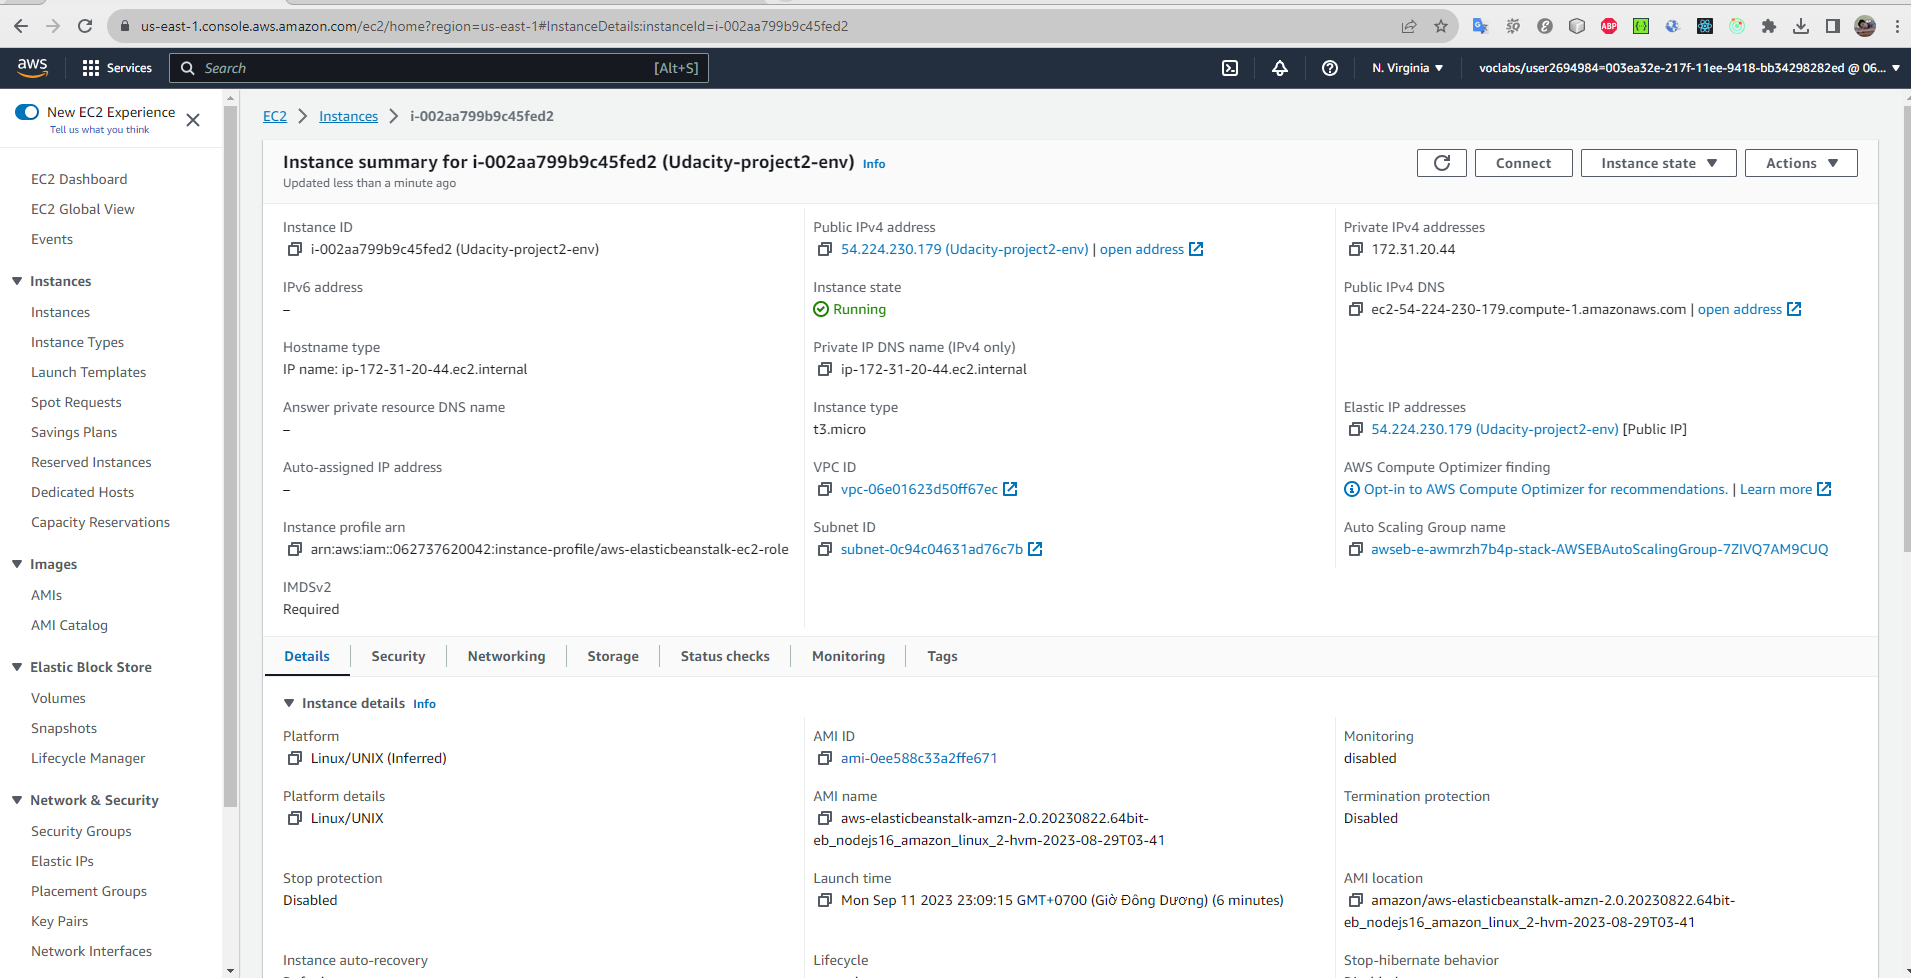 us-east-1.console.aws.amazon.com/ec2/home?region=us-east-1#InstanceDetails:instanceId=i-002aa799b9c45fed2
ABP
aws
Services
Search
[Alt+S]
N. Virginia
voclabs/user2694984=003ea32e-217f-11ee-9418-bb34298282ed @ 06...
New EC2 Experience
Tell us what you think
EC2 Dashboard
EC2 Global View
Events
Instances
Instances
Instance Types
Launch Templates
Spot Requests
Savings Plans
Reserved Instances
Dedicated Hosts
Capacity Reservations
Images
AMIs
AMI Catalog
Elastic Block Store
Volumes
Snapshots
Lifecycle Manager
Network & Security
Security Groups
Elastic IPs
Placement Groups
Key Pairs
Network Interfaces
EC2 > Instances > i-002aa799b9c45fed2
Instance summary for i-002aa799b9c45fed2 (Udacity-project2-env) Info
Updated less than a minute ago
Connect
Instance state
Actions
Instance ID
i-002aa799b9c45fed2 (Udacity-project2-env)
Public IPv4 address
54.224.230.179 (Udacity-project2-env) | open address
Private IPv4 addresses
172.31.20.44
IPv6 address
–
Instance state
Running
Public IPv4 DNS
ec2-54-224-230-179.compute-1.amazonaws.com | open address
Hostname type
IP name: ip-172-31-20-44.ec2.internal
Private IP DNS name (IPv4 only)
ip-172-31-20-44.ec2.internal
Answer private resource DNS name
–
Instance type
t3.micro
Elastic IP addresses
54.224.230.179 (Udacity-project2-env) [Public IP]
Auto-assigned IP address
–
VPC ID
vpc-06e01623d50ff67ec
AWS Compute Optimizer finding
Opt-in to AWS Compute Optimizer for recommendations. | Learn more
Instance profile arn
arn:aws:iam::062737620042:instance-profile/aws-elasticbeanstalk-ec2-role
Subnet ID
subnet-0c94c04631ad76c7b
Auto Scaling Group name
awseb-e-awmrzh7b4p-stack-AWSEBAutoScalingGroup-7ZIVQ7AM9CUQ
IMDSv2
Required
Details
Security
Networking
Storage
Status checks
Monitoring
Tags
Instance details Info
Platform
Linux/UNIX (Inferred)
AMI ID
ami-0ee588c33a2ffe671
Monitoring
disabled
Platform details
Linux/UNIX
AMI name
aws-elasticbeanstalk-amzn-2.0.20230822.64bit-
eb_nodejs16_amazon_linux_2-hvm-2023-08-29T03-41
Termination protection
Disabled
Stop protection
Disabled
Launch time
Mon Sep 11 2023 23:09:15 GMT+0700 (Giờ Đông Dương) (6 minutes)
AMI location
amazon/aws-elasticbeanstalk-amzn-2.0.20230822.64bit-
eb_nodejs16_amazon_linux_2-hvm-2023-08-29T03-41
Instance auto-recovery
Lifecycle
Stop-hibernate behavior